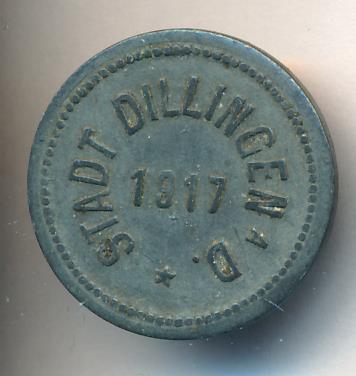 STADT DILLINGEN A D.
1917